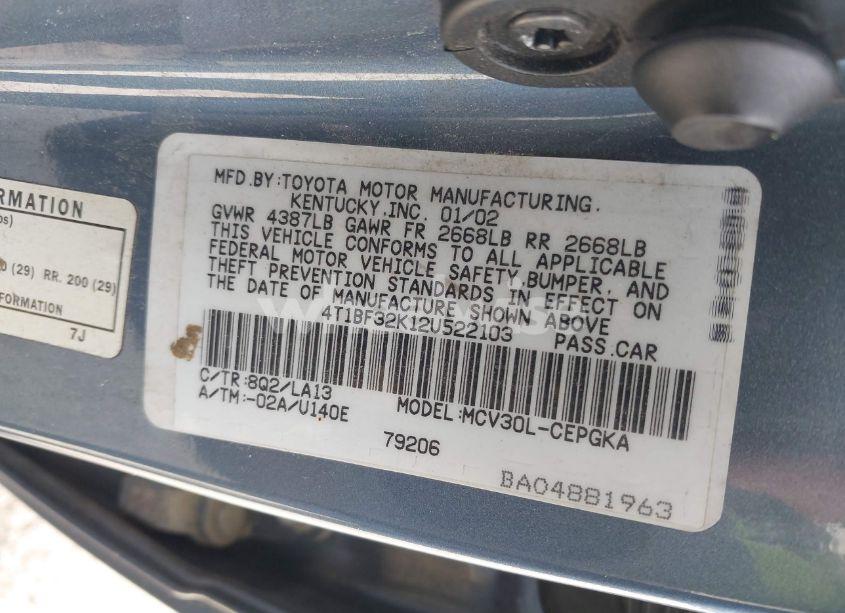 RMATION
(29) RR. 200 (29)
FORMATION
7J
MFD.BY:TOYOTA MOTOR MANUFACTURING.
KENTUCKY,INC. 01/02
GVWR 4387LB GAWR FR 2668LB RR 2668LB
THIS VEHICLE CONFORMS TO ALL APPLICABLE
FEDERAL MOTOR VEHICLE SAFETY,BUMPER, AND
THEFT PREVENTION STANDARDS IN EFFECT ON
THE DATE OF MANUFACTURE SHOWN ABOVE
4T1BF32K12U522103 PASS.CAR
C/TR:8Q2/LA13
A/TM:-02A/U140E
MODEL:MCV30L-CEPGKA
79206
BA04881963